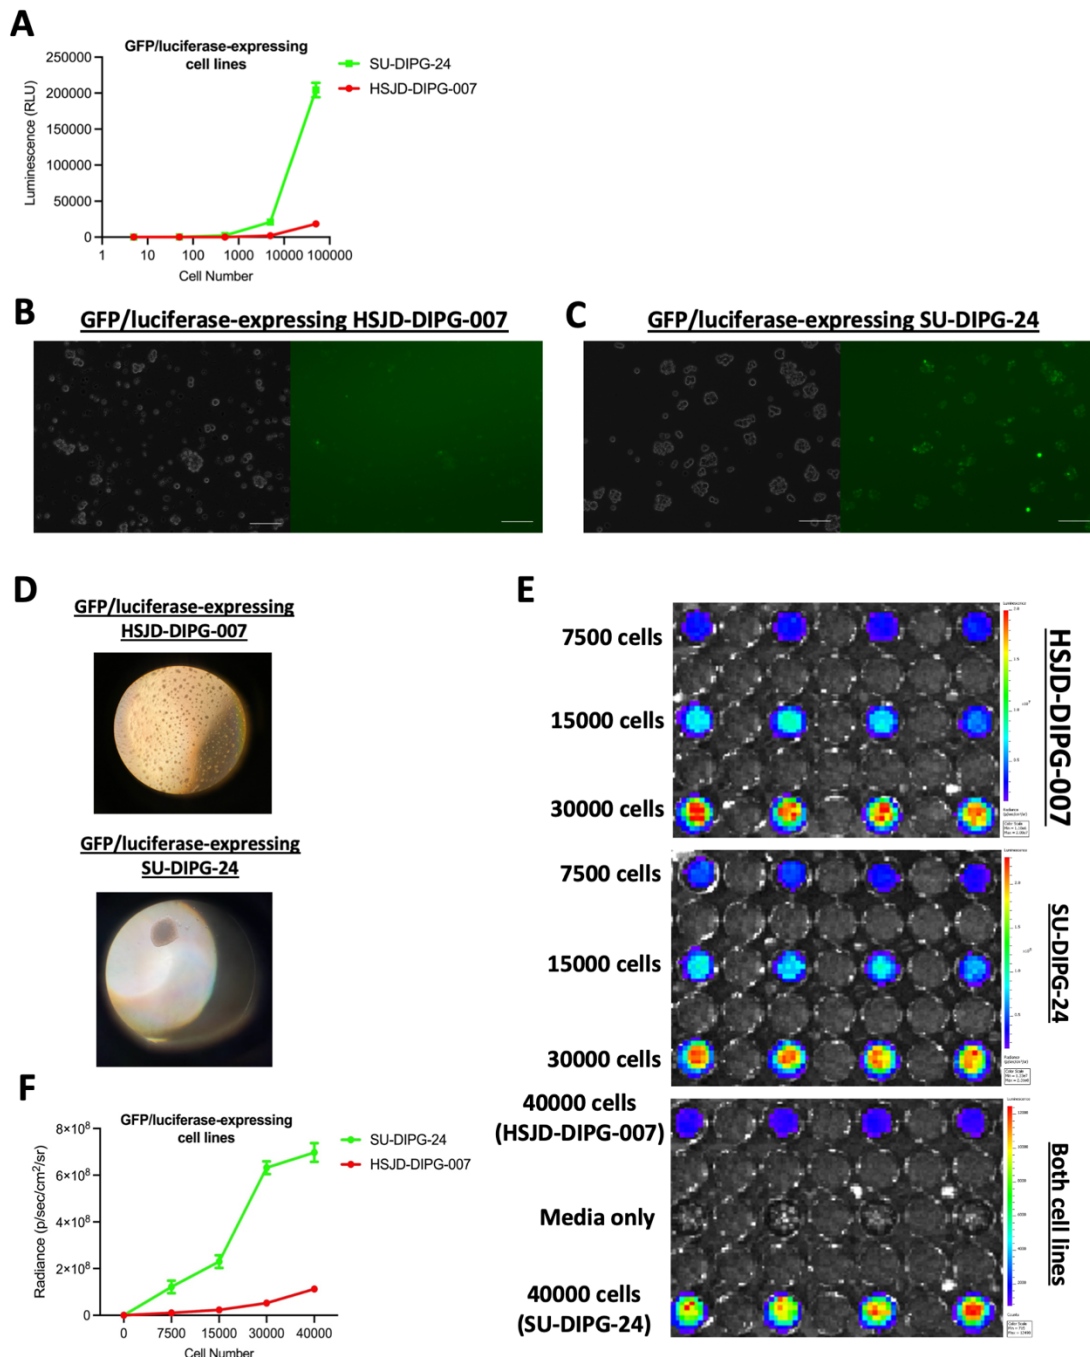 A
GFP/luciferase-expressing
cell lines
250000
200000
150000
100000
50000
0
Luminescence (RLU)
1
10
100
1000
10000
100000
Cell Number
SU-DIPG-24
HSJD-DIPG-007
B
GFP/luciferase-expressing HSJD-DIPG-007
C
GFP/luciferase-expressing SU-DIPG-24
D
GFP/luciferase-expressing
HSJD-DIPG-007
GFP/luciferase-expressing
SU-DIPG-24
E
7500 cells
15000 cells
30000 cells
HSJD-DIPG-007
7500 cells
15000 cells
30000 cells
SU-DIPG-24
40000 cells
(HSJD-DIPG-007)
Media only
40000 cells
(SU-DIPG-24)
Both cell lines
F
GFP/luciferase-expressing
cell lines
8×10⁸
6×10⁸
4×10⁸
2×10⁸
0
Radiance (p/sec/cm²/sr)
0
7500
15000
30000
40000
Cell Number
SU-DIPG-24
HSJD-DIPG-007